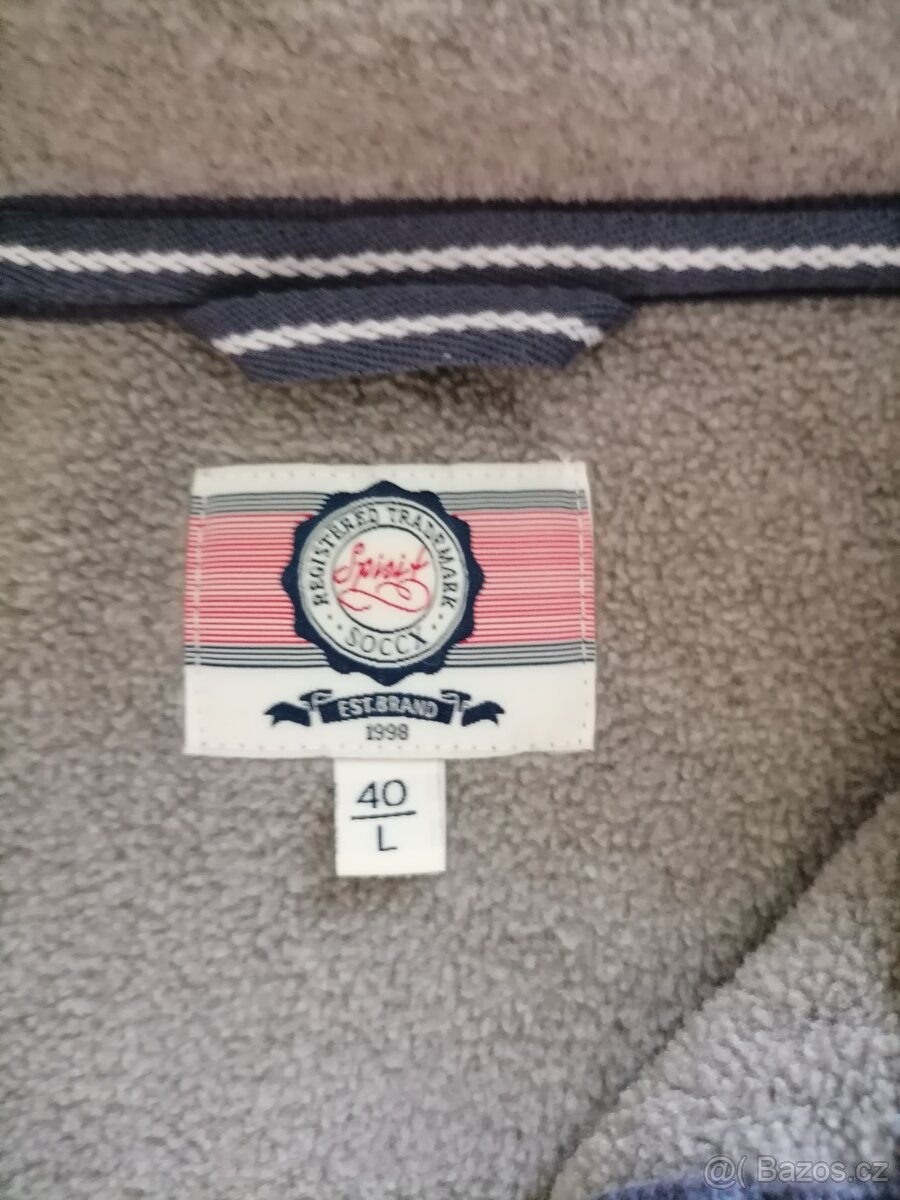 REGISTERED TRADEMARK
Spirit
SOCCX
EST.BRAND
1998
40
L
@( Bazos.cz